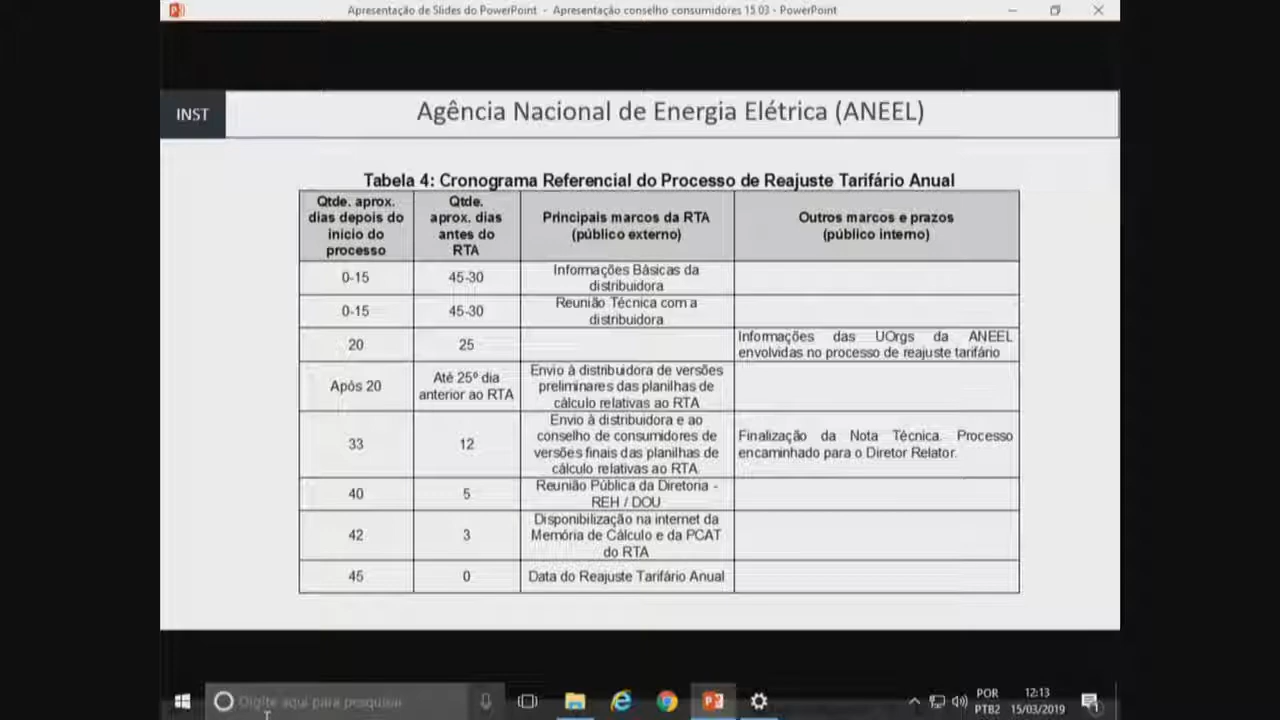 Apresentação de Slides do PowerPoint - Apresentação conselho consumidores 15.03 - PowerPoint
INST
Agência Nacional de Energia Elétrica (ANEEL)
Tabela 4: Cronograma Referencial do Processo de Reajuste Tarifário Anual
Qtde. aprox.
dias depois do
início do
processo
Qtde.
aprox. dias
antes do
RTA
Principais marcos da RTA
(público externo)
Outros marcos e prazos
(público interno)
0-15
45-30
Informações Básicas da
distribuidora
0-15
45-30
Reunião Técnica com a
distribuidora
20
25
Informações das UOrgs da ANEEL
envolvidas no processo de reajuste tarifário
Após 20
Até 25º dia
anterior ao RTA
Envio à distribuidora de versões
preliminares das planilhas de
cálculo relativas ao RTA
33
12
Envio à distribuidora e ao
conselho de consumidores de
versões finais das planilhas de
cálculo relativas ao RTA
Finalização da Nota Técnica. Processo
encaminhado para o Diretor Relator.
40
5
Reunião Pública da Diretoria -
REH / DOU
42
3
Disponibilização na internet da
Memória de Cálculo e da PCAT
do RTA
45
0
Data do Reajuste Tarifário Anual
Digite aqui para pesquisar
POR
PTB2
12:13
15/03/2019